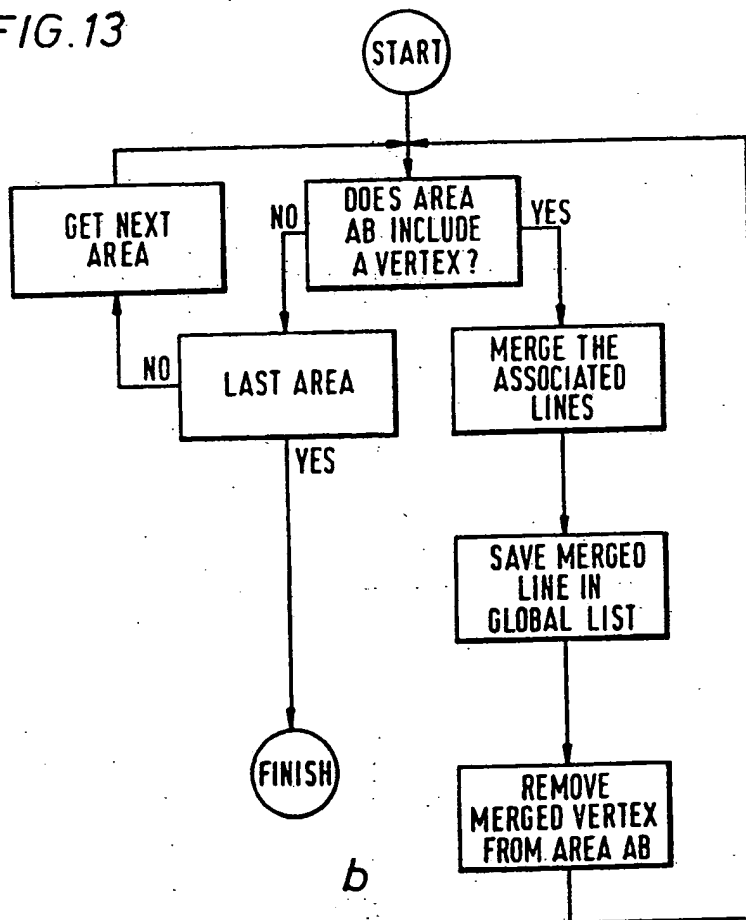 FIG.13
START
GET NEXT
AREA
NO
DOES AREA
AB INCLUDE
A VERTEX?
YES
NO
LAST AREA
YES
MERGE THE
ASSOCIATED
LINES
SAVE MERGED
LINE IN
GLOBAL LIST
FINISH
REMOVE
MERGED VERTEX
FROM AREA AB
b